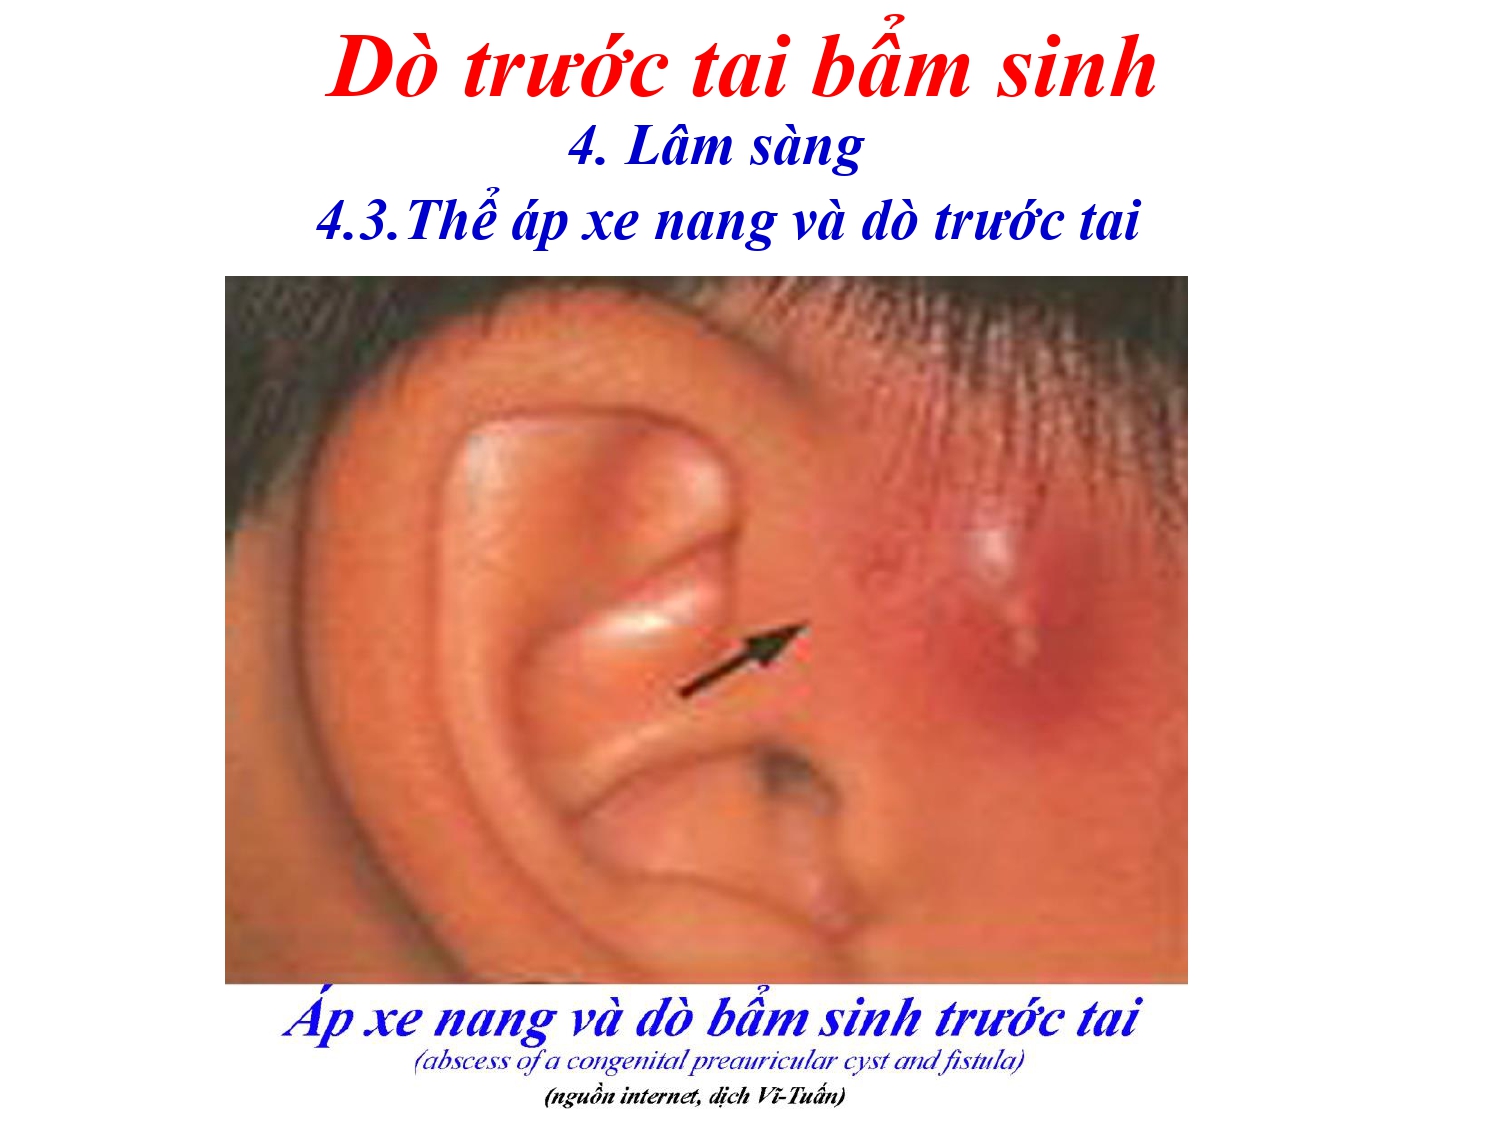 Dò trước tai bẩm sinh
4. Lâm sàng
4.3.Thể áp xe nang và dò trước tai
Áp xe nang và dò bẩm sinh trước tai
(abscess of a congenital preauricular cyst and fistula)
(nguồn internet, dịch Vĩ-Tuấn)